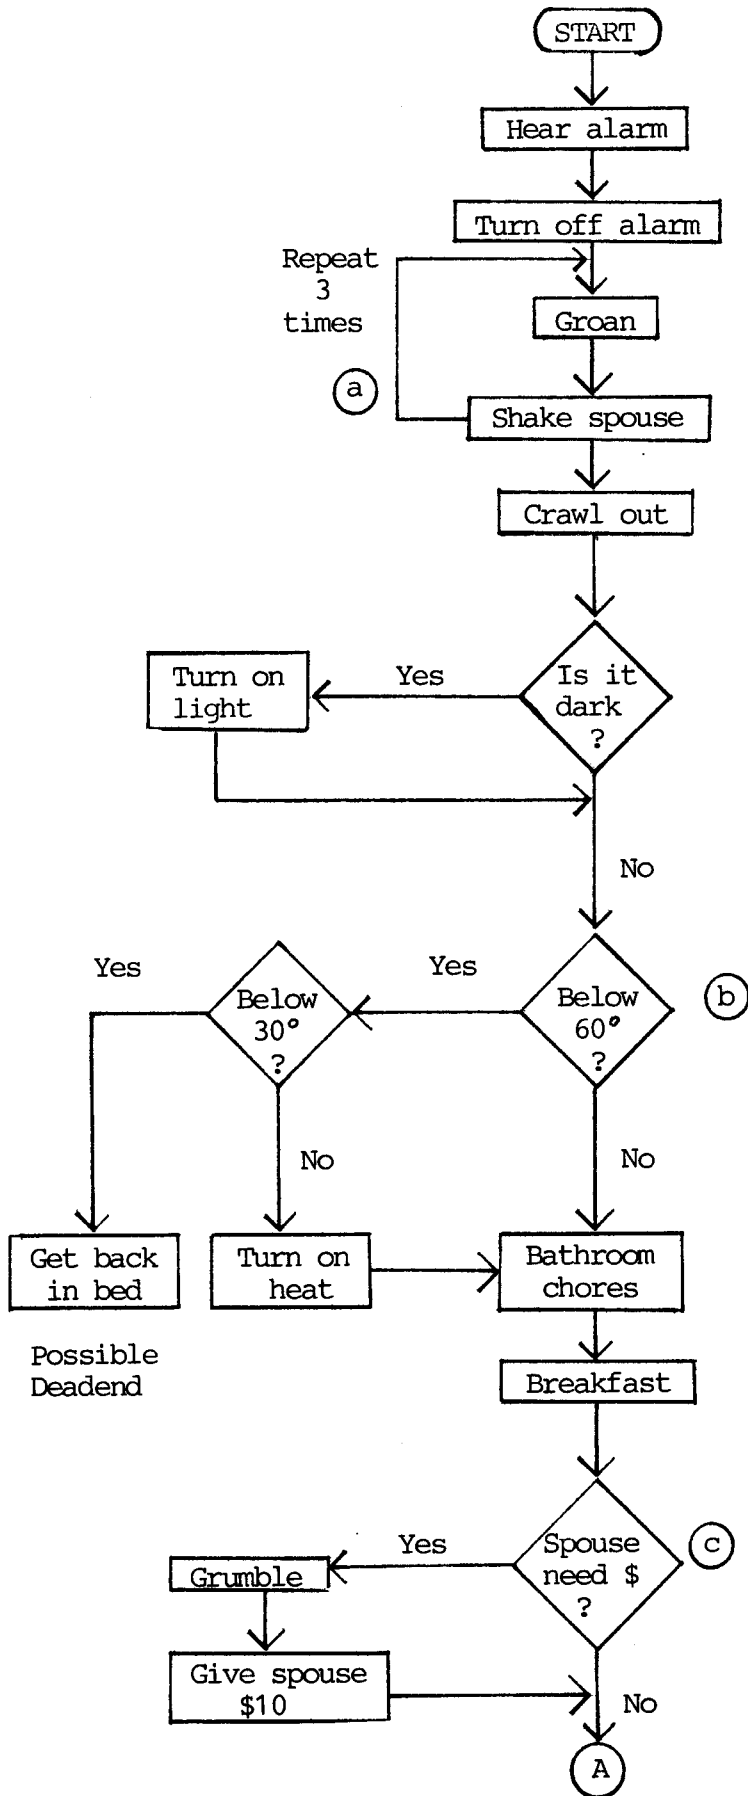 START
Hear alarm
Turn off alarm
Repeat
3
times
Groan
a
Shake spouse
Crawl out
Is it
dark
?
Yes
Turn on
light
No
Below
60°
?
b
Yes
Below
30°
?
Yes
No
No
Get back
in bed
Turn on
heat
Bathroom
chores
Possible
Deadend
Breakfast
Spouse
need $
?
c
Yes
Grumble
Give spouse
$10
No
A